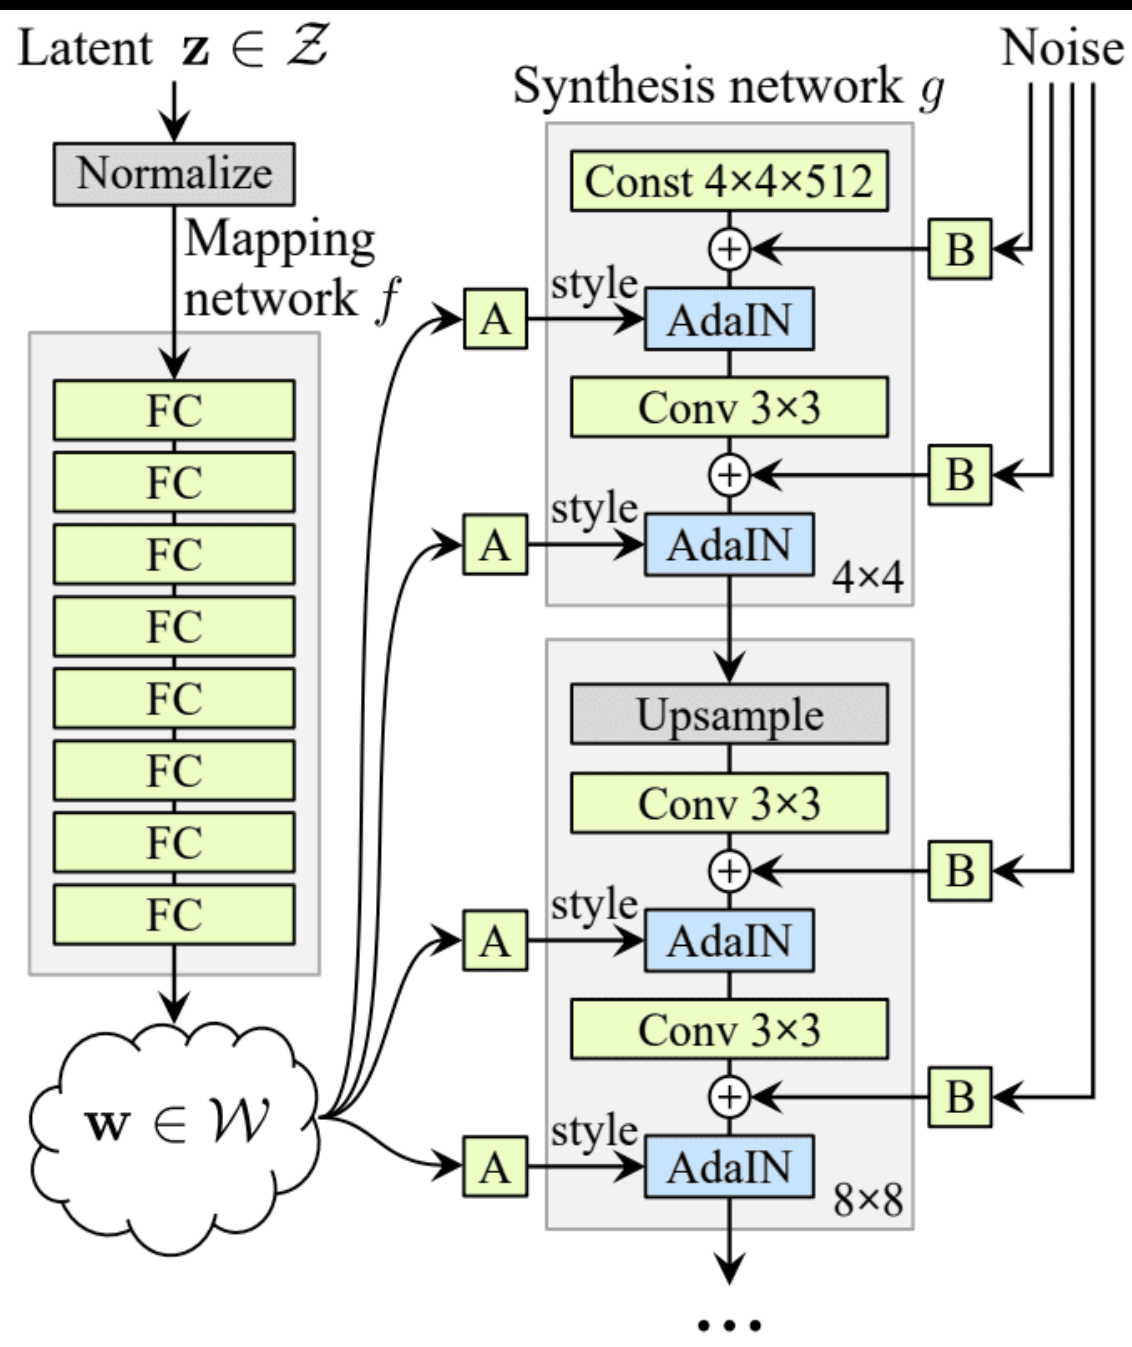 Latent z ∈ 𝒵
Normalize
Mapping
network f
FC
FC
FC
FC
FC
FC
FC
FC
w ∈ 𝒲
Synthesis network g
Noise
Const 4×4×512
B
style
A
AdaIN
Conv 3×3
B
style
A
AdaIN
4×4
Upsample
Conv 3×3
B
style
A
AdaIN
Conv 3×3
B
style
A
AdaIN
8×8
...